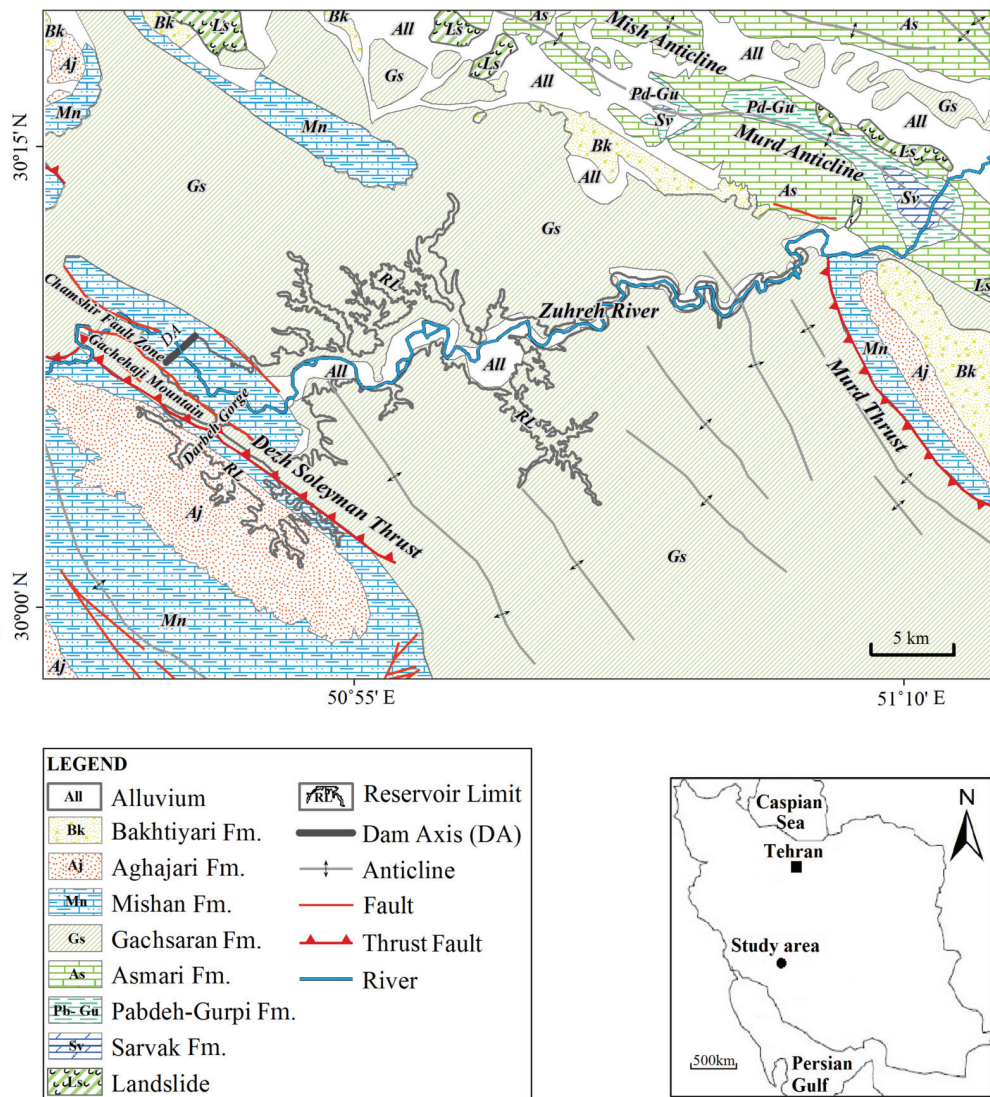 Bk
Bk
Ls
Bk
All
Ls
As
As
Mish Anticline
Aj
Gs
Ls
All
All
Gs
Mn
Mn
Pd-Gu
Sv
Pd-Gu
All
Ls
30°15' N
Bk
All
Murd Anticline
Gs
As
Sv
Gs
Ls
Chamshir Fault Zone
DA
RL
Zuhreh River
Gachehaji Mountain
All
All
Mn
Aj
Bk
Darbeh Gorge
RL
Dezh Soleyman Thrust
RL
Murd Thrust
Aj
Gs
30°00' N
Mn
Aj
5 km
50°55' E
51°10' E
LEGEND
All Alluvium
Bk Bakhtiyari Fm.
Aj Aghajari Fm.
Mn Mishan Fm.
Gs Gachsaran Fm.
As Asmari Fm.
Pb- Gu Pabdeh-Gurpi Fm.
Sv Sarvak Fm.
Ls Landslide
RL Reservoir Limit
Dam Axis (DA)
Anticline
Fault
Thrust Fault
River
Caspian
Sea
N
Tehran
Study area
500km
Persian
Gulf